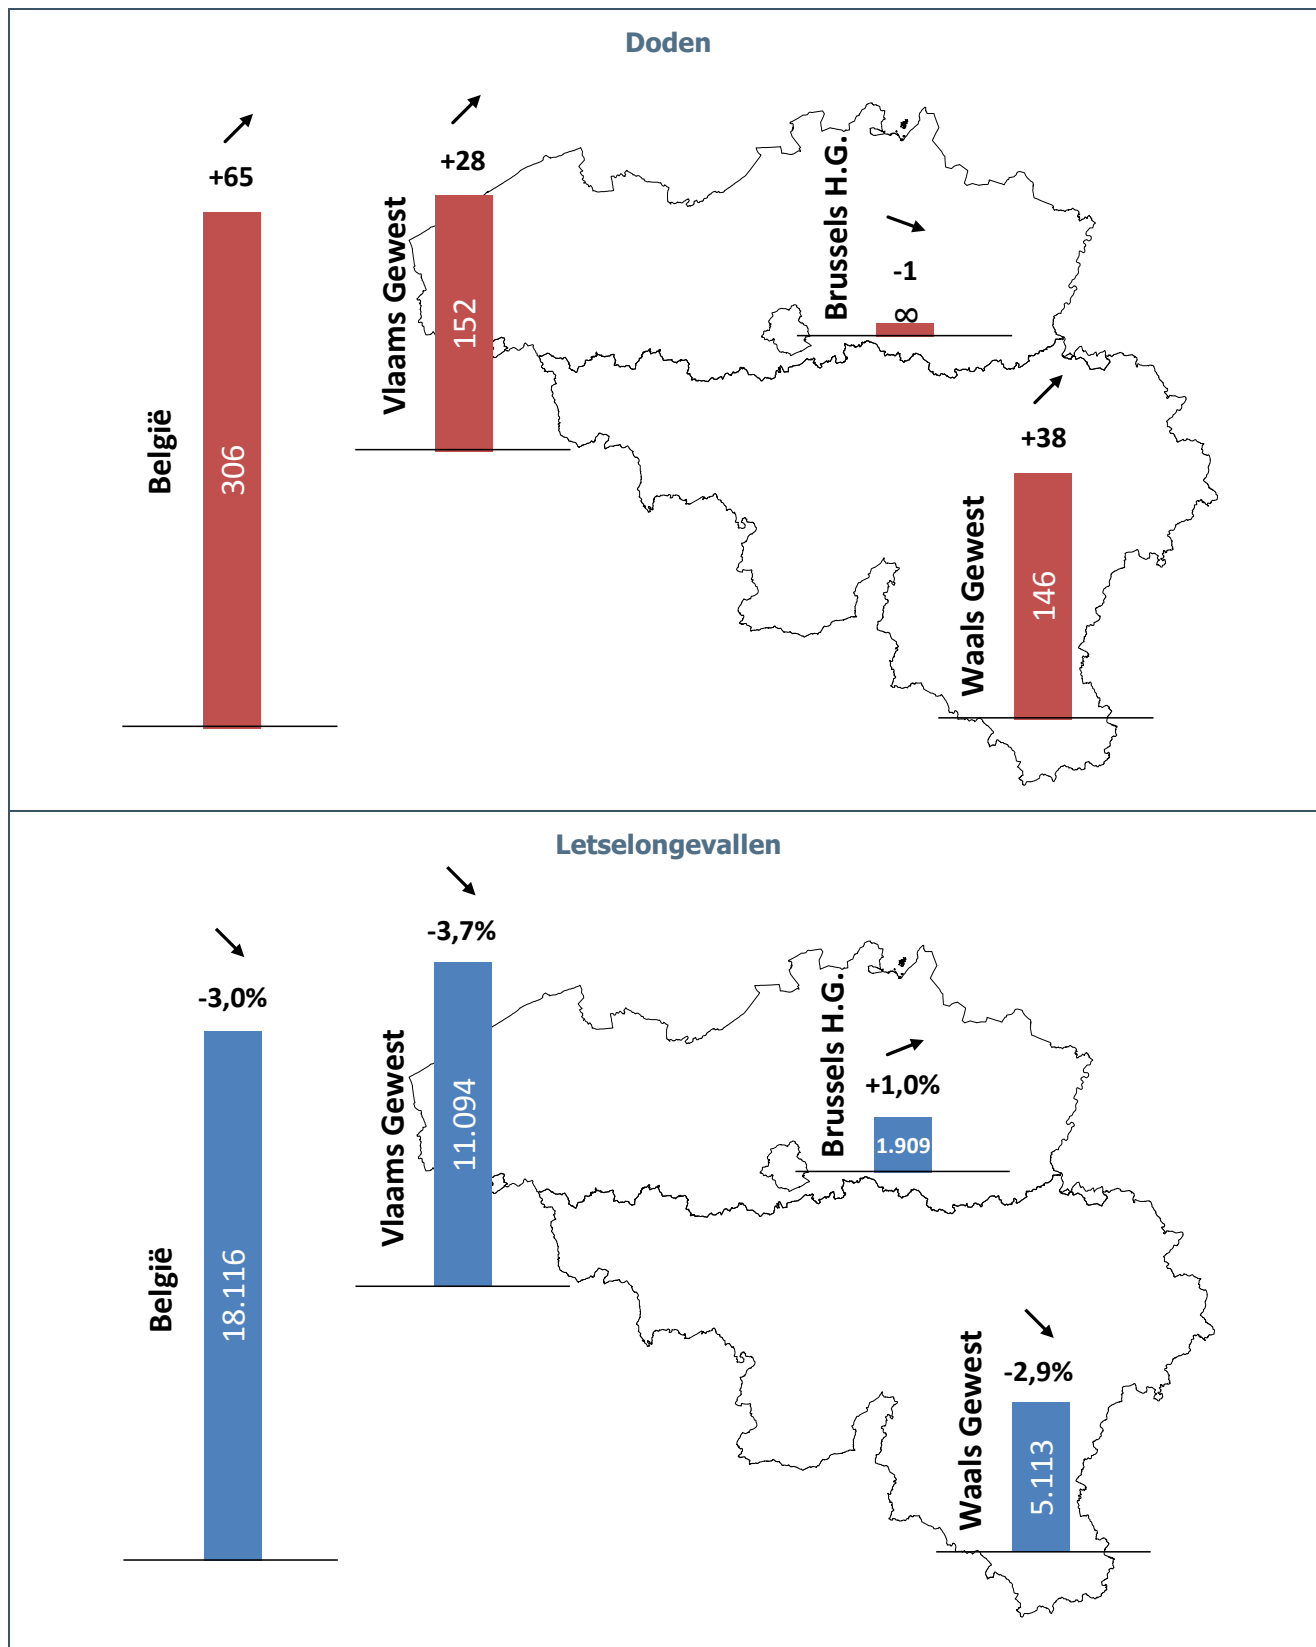 Doden
+65
België
306
+28
Vlaams Gewest
152
Brussels H.G.
-1
8
+38
Waals Gewest
146
Letselongevallen
-3,0%
België
18.116
-3,7%
Vlaams Gewest
11.094
Brussels H.G.
+1,0%
1.909
-2,9%
Waals Gewest
5.113